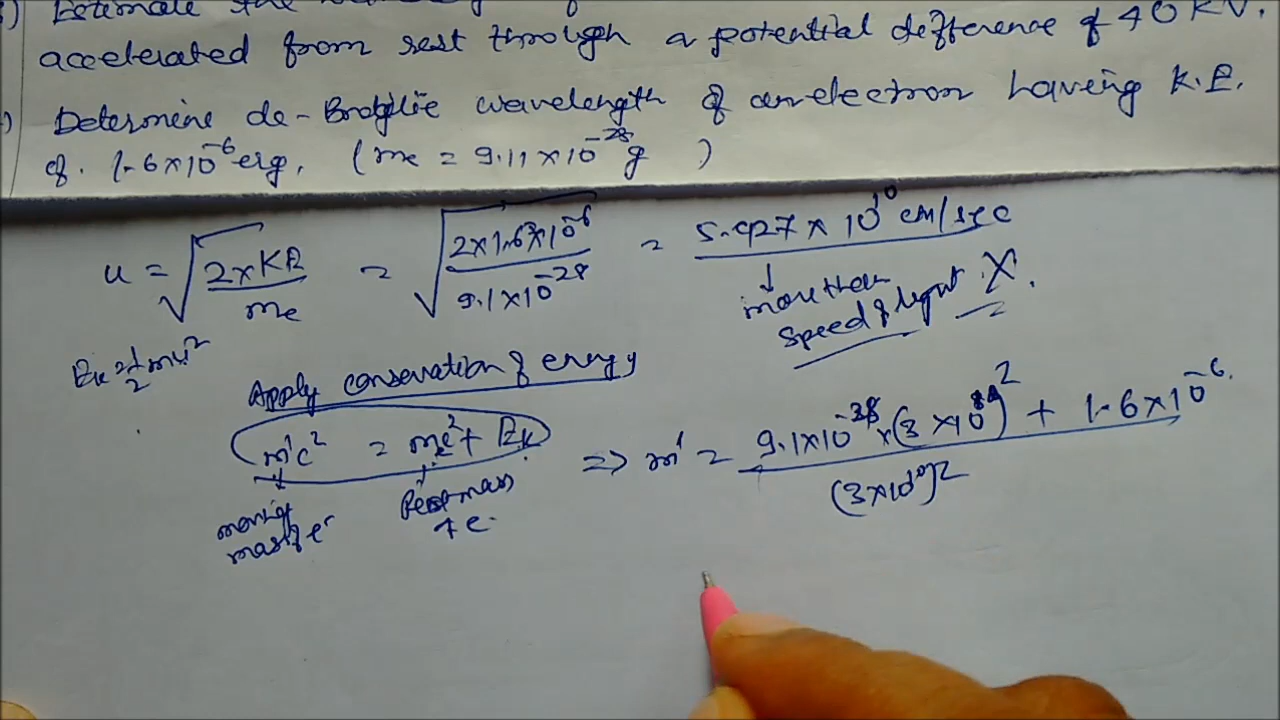 Estimate the
accelerated from rest through a potential difference of 40 KV.
) Determine de-Broglie wavelength of an electron having K.E.
of. 1.6×10⁻⁶ erg. (me = 9.11×10⁻²⁸ g )
u = √(2×KE / me) = √(2×1.6×10⁻⁶ / 9.1×10⁻²⁸) = 5.927 × 10¹⁰ cm/sec
↓
more than
speed of light X.
Ek = ½ mu²
Apply conservation of energy
m'c² = mec² + Ek ⇒ m' = (9.1×10⁻²⁸ × (3×10¹⁰)² + 1.6×10⁻⁶) / (3×10¹⁰)²
moving
mass of e⁻
Rest mass
of e⁻